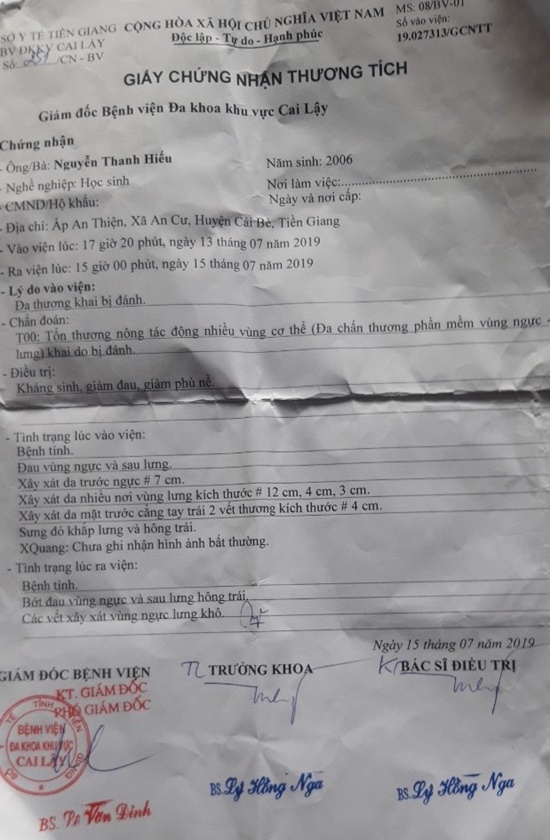 SỞ Y TẾ TIỀN GIANG CỘNG HÒA XÃ HỘI CHỦ NGHĨA VIỆT NAM MS: 08/BV-01
BV ĐKKV CAI LẬY Độc lập - Tự do - Hạnh phúc Số vào viện:
Số: 254 /CN - BV 19.027313/GCNTT
GIẤY CHỨNG NHẬN THƯƠNG TÍCH
Giám đốc Bệnh viện Đa khoa khu vực Cai Lậy
Chứng nhận
- Ông/Bà: Nguyễn Thanh Hiếu Năm sinh: 2006
- Nghề nghiệp: Học sinh Nơi làm việc:
- CMND/Hộ khẩu: Ngày và nơi cấp:
- Địa chỉ: Ấp An Thiện, Xã An Cư, Huyện Cái Bè, Tiền Giang
- Vào viện lúc: 17 giờ 20 phút, ngày 13 tháng 07 năm 2019
- Ra viện lúc: 15 giờ 00 phút, ngày 15 tháng 07 năm 2019
- Lý do vào viện:
Đa thương khai bị đánh.
- Chẩn đoán:
T00: Tổn thương nông tác động nhiều vùng cơ thể (Đa chấn thương phần mềm vùng ngực -
lưng) khai do bị đánh.
- Điều trị:
Kháng sinh, giảm đau, giảm phù nề.
- Tình trạng lúc vào viện:
Bệnh tỉnh.
Đau vùng ngực và sau lưng.
Xây xát da trước ngực # 7 cm.
Xây xát da nhiều nơi vùng lưng kích thước # 12 cm, 4 cm, 3 cm.
Xây xát da mặt trước cẳng tay trái 2 vết thương kích thước # 4 cm.
Sưng đỏ khắp lưng và hông trái.
XQuang: Chưa ghi nhận hình ảnh bất thường.
- Tình trạng lúc ra viện:
Bệnh tỉnh.
Bớt đau vùng ngực và sau lưng hông trái.
Các vết xây xát vùng ngực lưng khô.
Ngày 15 tháng 07 năm 2019
GIÁM ĐỐC BỆNH VIỆN TL TRƯỞNG KHOA KT BÁC SĨ ĐIỀU TRỊ
KT. GIÁM ĐỐC
PHÓ GIÁM ĐỐC
BỆNH VIỆN
ĐA KHOA KHU VỰC
CAI LẬY
BS. Lý Hồng Nga BS. Lý Hồng Nga
BS. Văn Dinh